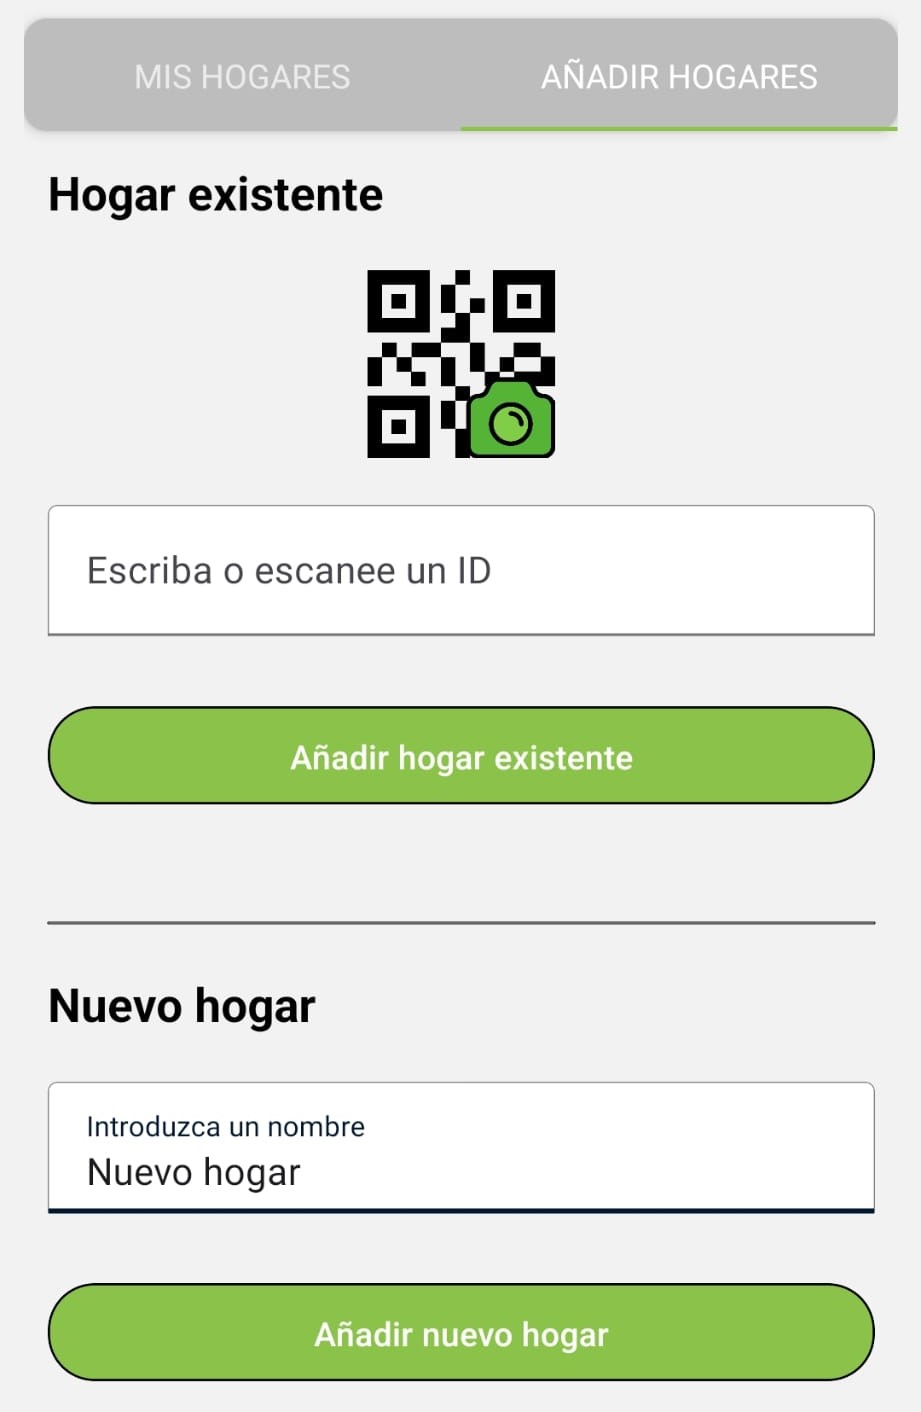 MIS HOGARES
AÑADIR HOGARES
Hogar existente
Escriba o escanee un ID
Añadir hogar existente
Nuevo hogar
Introduzca un nombre
Nuevo hogar
Añadir nuevo hogar